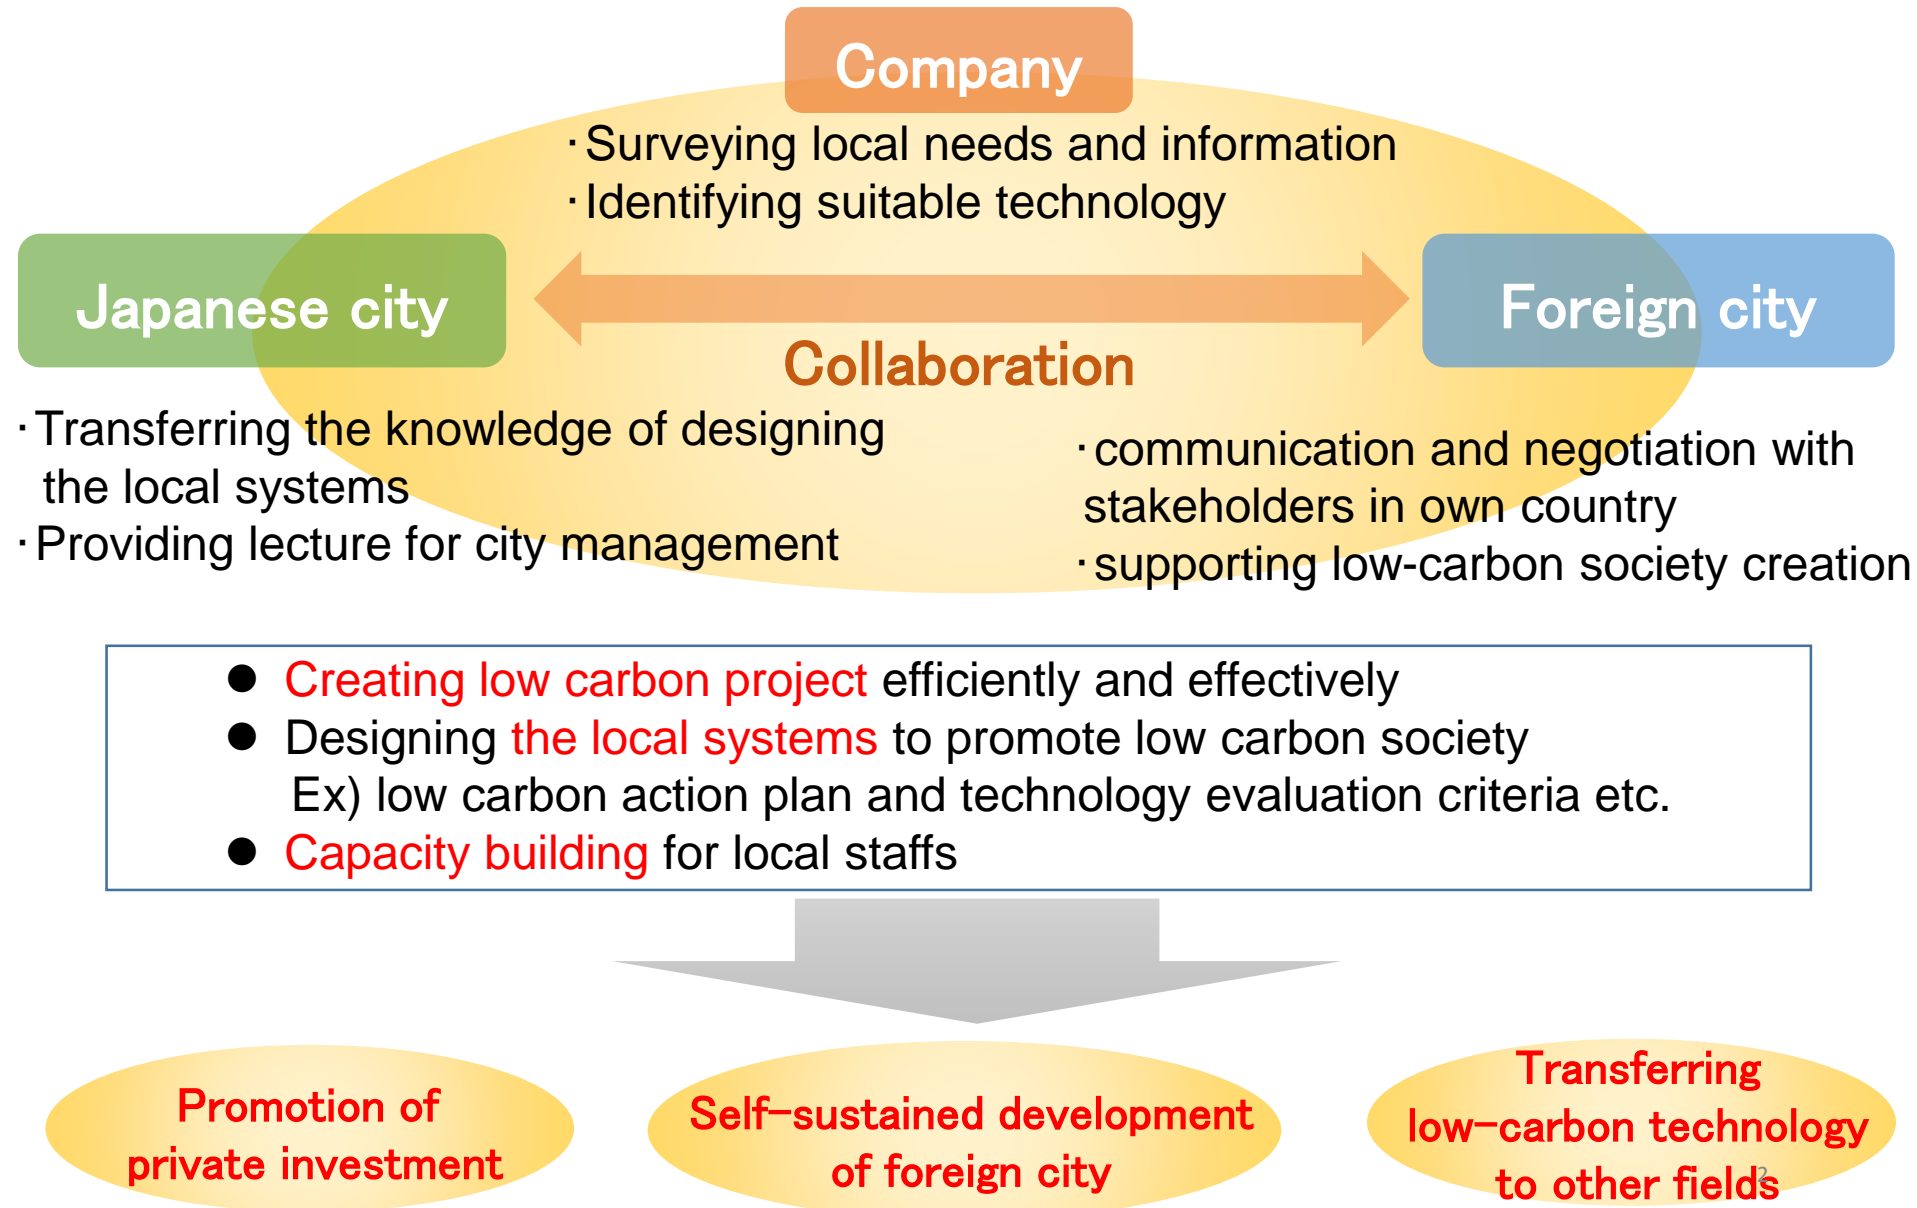 Company
·Surveying local needs and information
·Identifying suitable technology
Japanese city
Foreign city
Collaboration
·Transferring the knowledge of designing
the local systems
·Providing lecture for city management
·communication and negotiation with
stakeholders in own country
·supporting low-carbon society creation
● Creating low carbon project efficiently and effectively
● Designing the local systems to promote low carbon society
Ex) low carbon action plan and technology evaluation criteria etc.
● Capacity building for local staffs
Promotion of
private investment
Self-sustained development
of foreign city
Transferring
low-carbon technology
to other fields
2